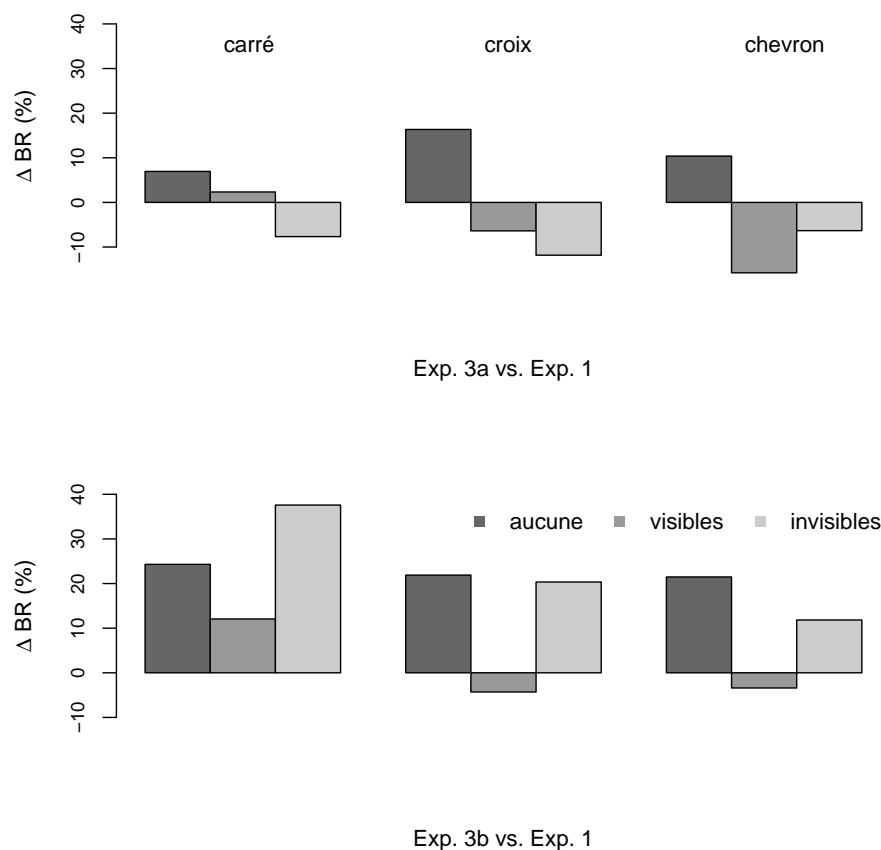 carré croix chevron
Δ BR (%)
40
30
20
10
0
−10
Exp. 3a vs. Exp. 1
aucune visibles invisibles
Δ BR (%)
40
30
20
10
0
−10
Exp. 3b vs. Exp. 1